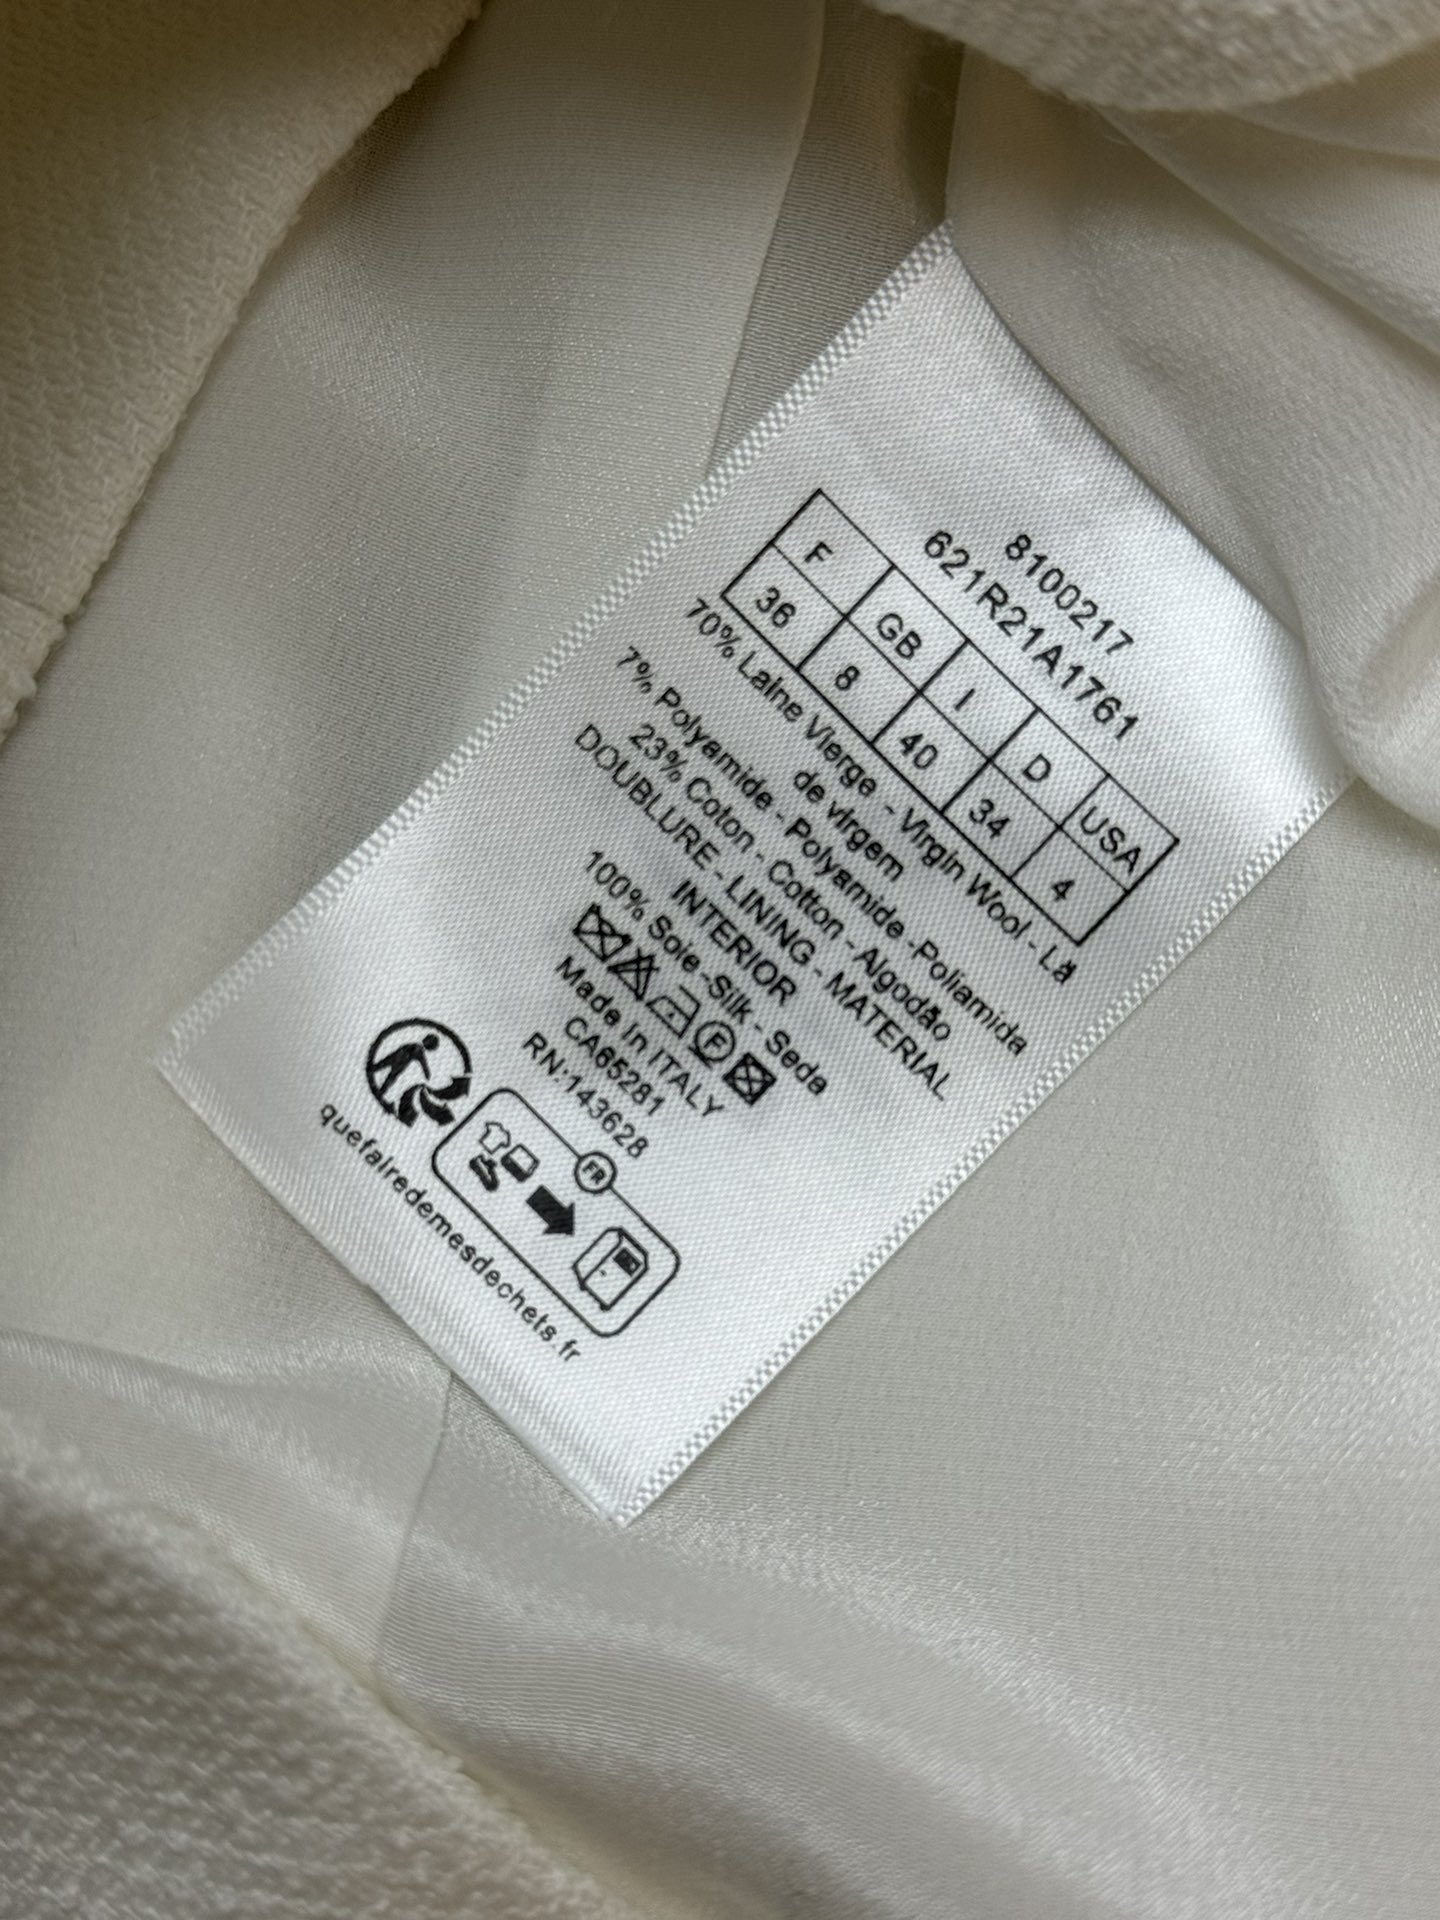 8100217
621R21A1761
F GB I D USA
36 8 40 34 4
70% Laine Vierge - Virgin Wool - Lã
de virgem
7% Polyamide - Polyamide -Poliamida
23% Coton - Cotton - Algodão
DOUBLURE - LINING - MATERIAL
INTERIOR
100% Soie -Silk - Seda
F
Made In ITALY
CA65281
RN:143628
FR
quefairedemesdechets.fr